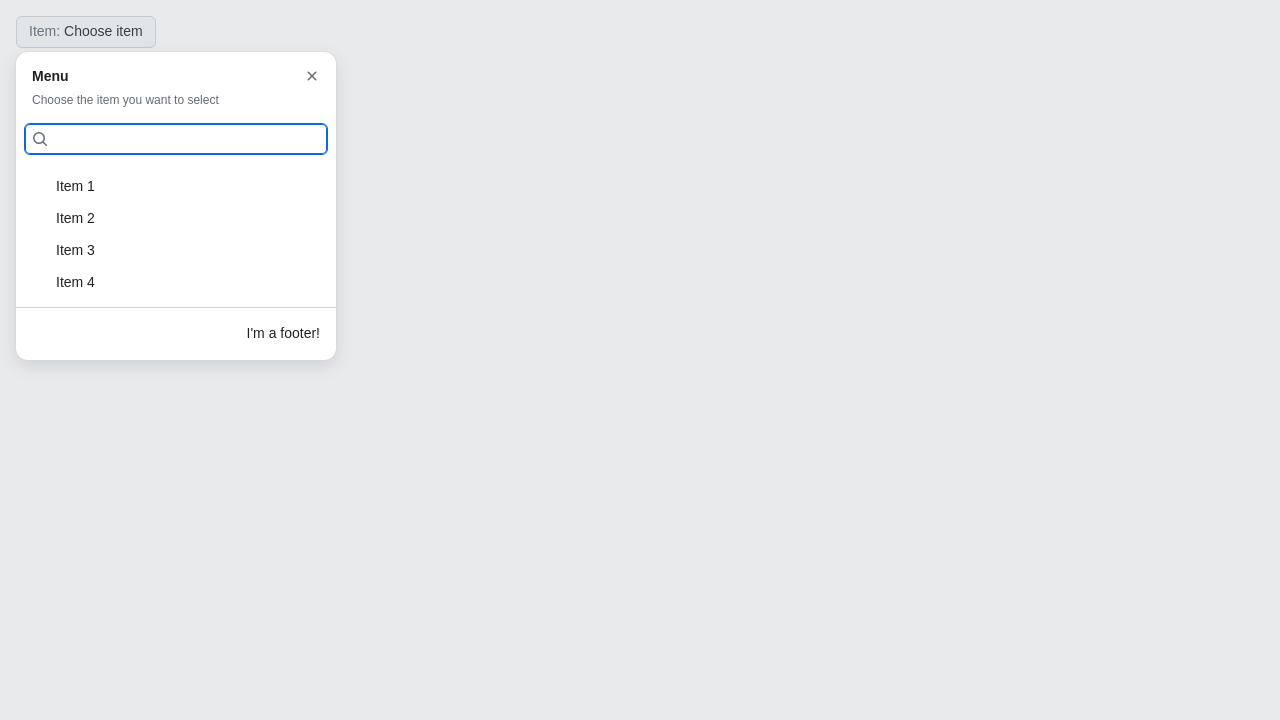 Item: Choose item
Menu
Choose the item you want to select
Item 1
Item 2
Item 3
Item 4
I'm a footer!